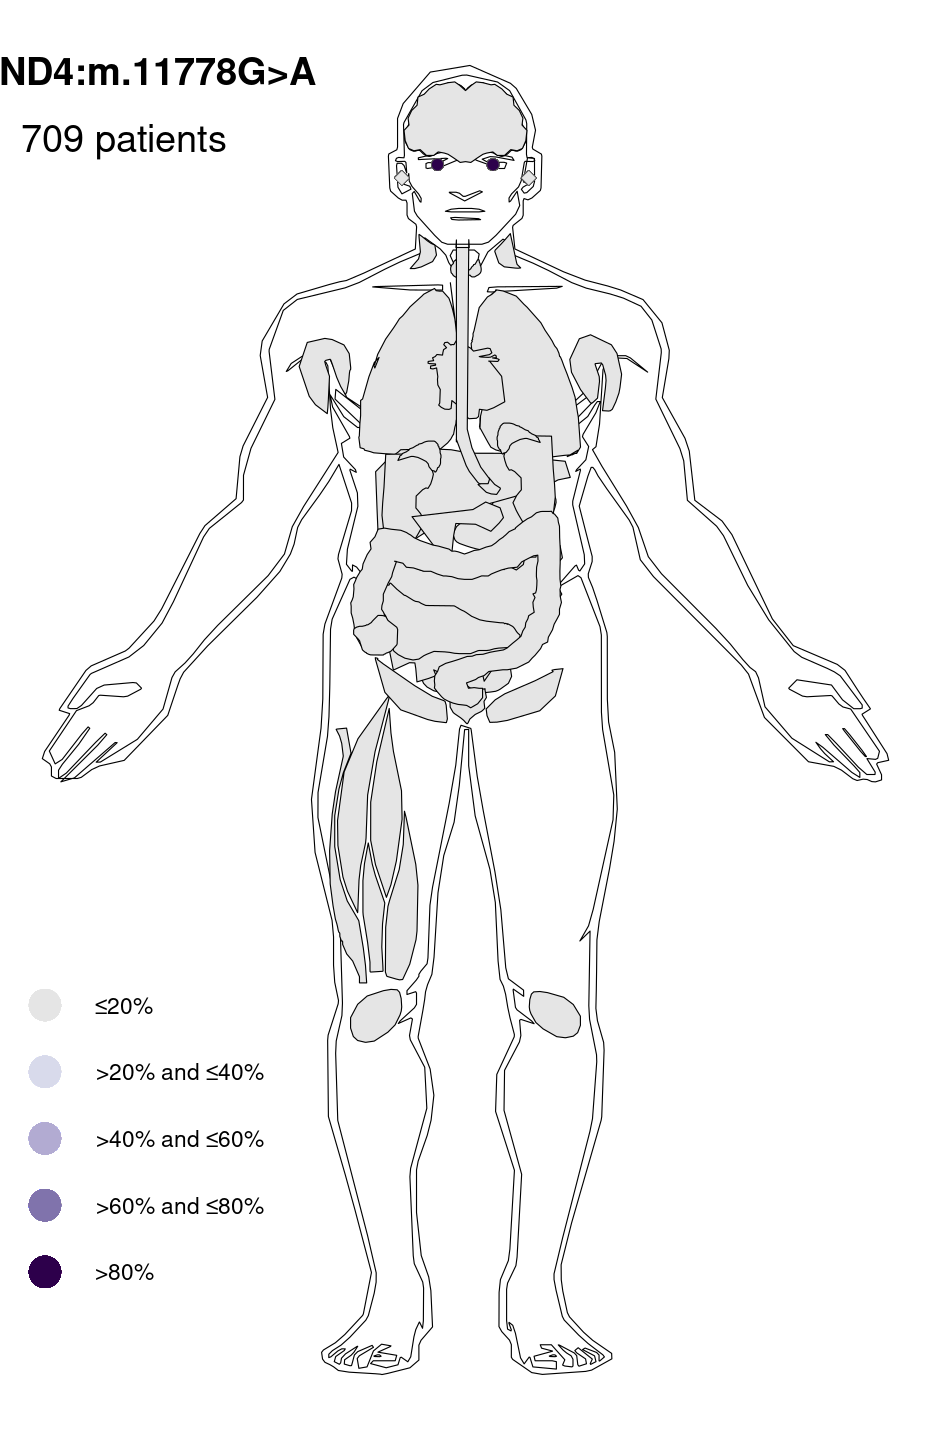 ND4:m.11778G>A
709 patients
≤20%
>20% and ≤40%
>40% and ≤60%
>60% and ≤80%
>80%